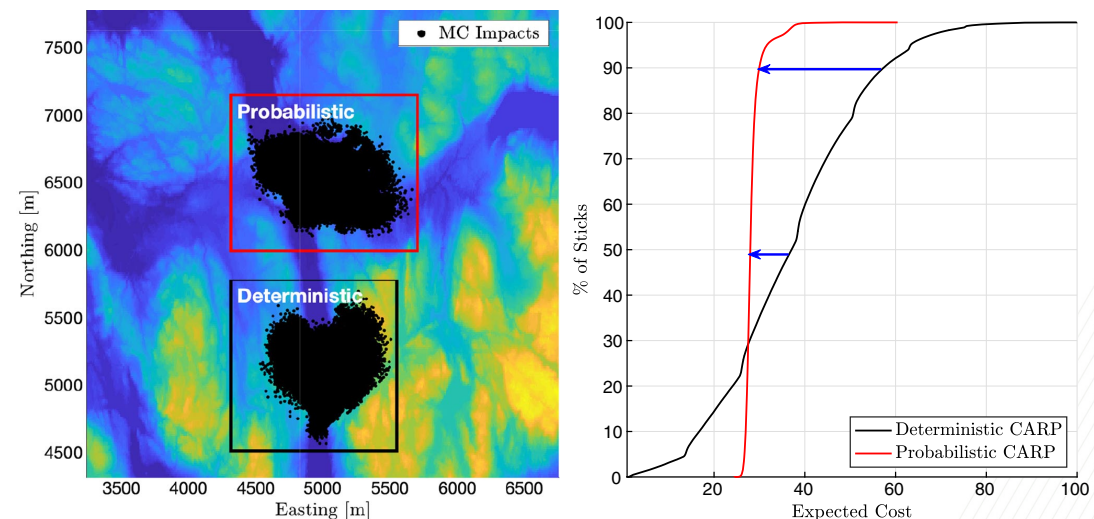 MC Impacts
7500
7000
6500
6000
5500
5000
4500
Northing [m]
Probabilistic
Deterministic
3500 4000 4500 5000 5500 6000 6500
Easting [m]
100
90
80
70
60
50
40
30
20
10
0
% of Sticks
Deterministic CARP
Probabilistic CARP
20 40 60 80 100
Expected Cost